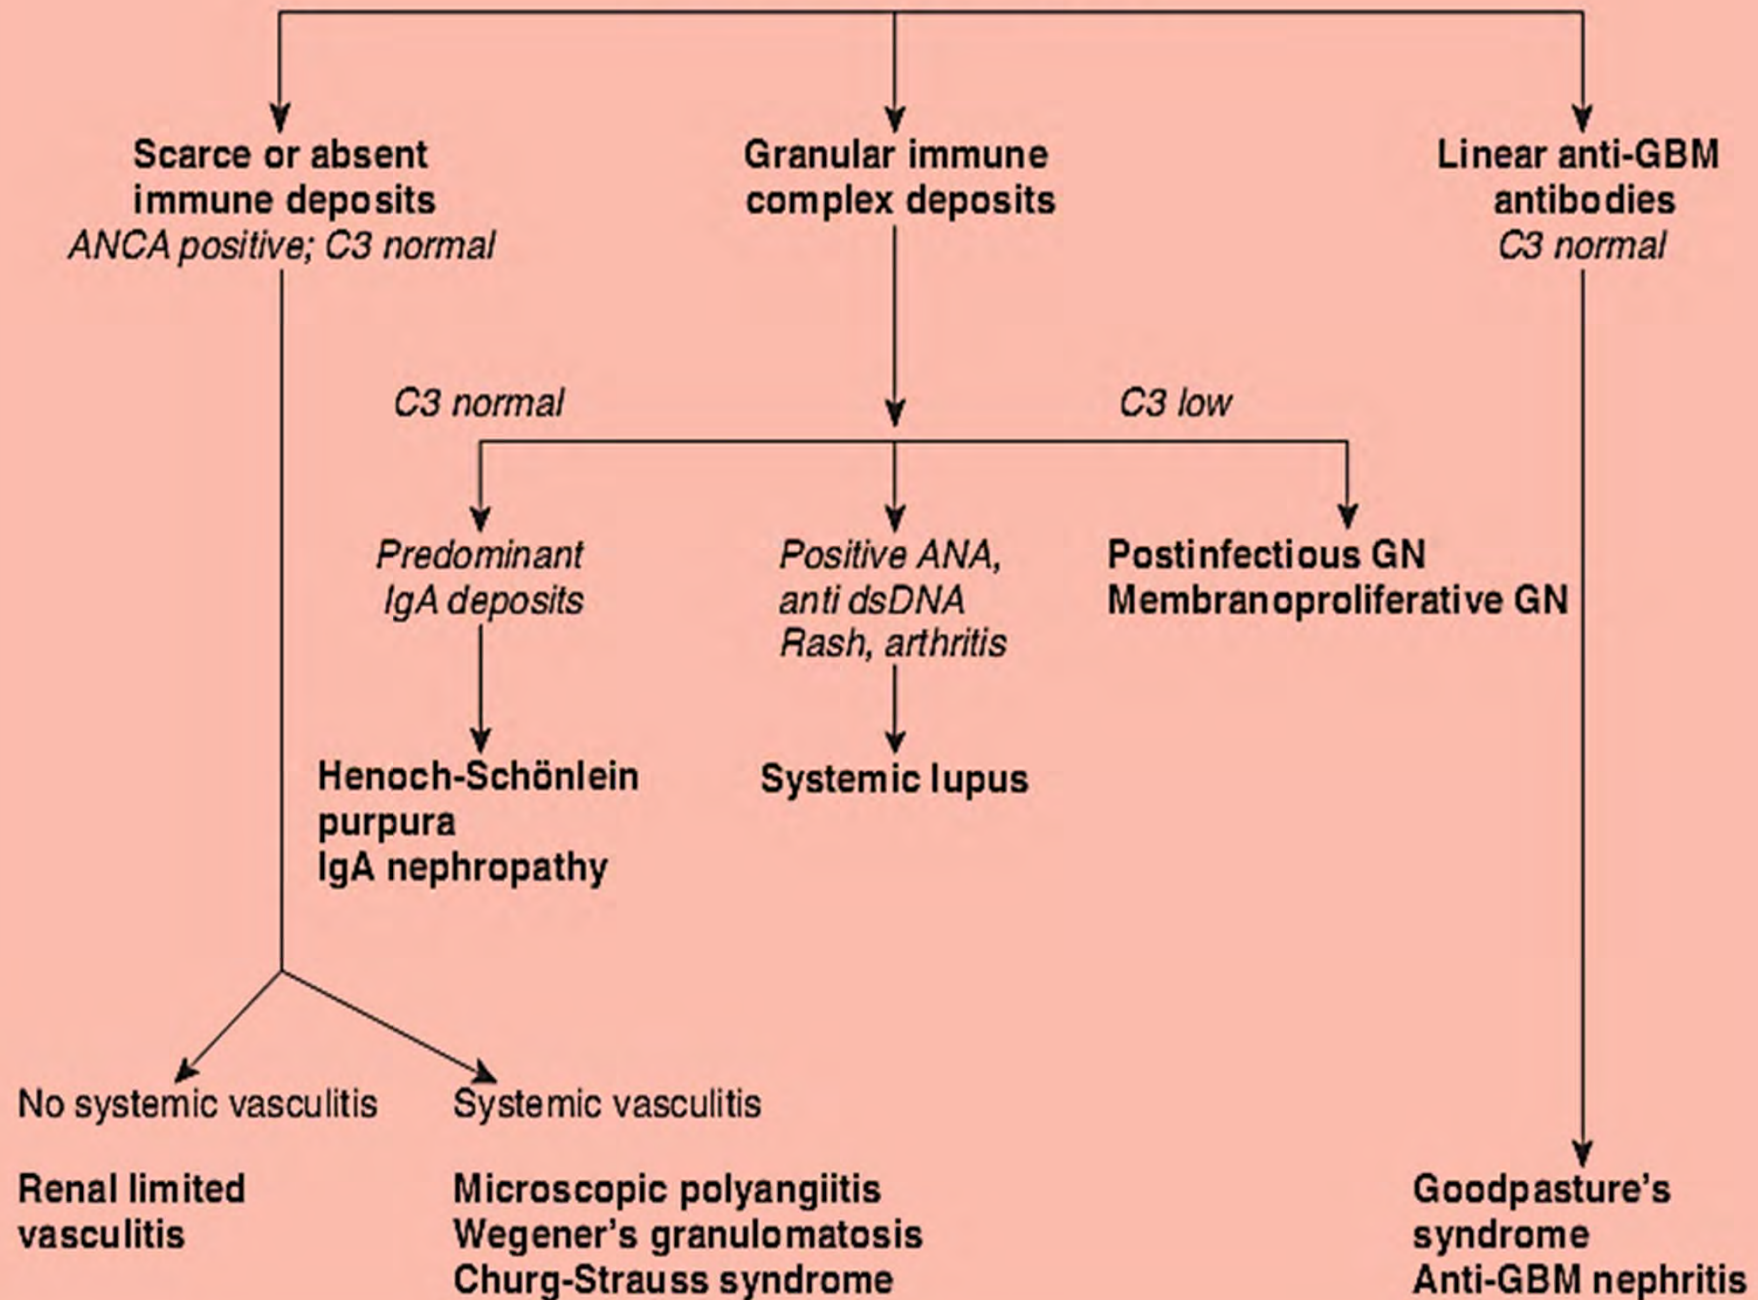 Scarce or absent
immune deposits
ANCA positive; C3 normal
Granular immune
complex deposits
Linear anti-GBM
antibodies
C3 normal
C3 normal
C3 low
Predominant
IgA deposits
Positive ANA,
anti dsDNA
Rash, arthritis
Postinfectious GN
Membranoproliferative GN
Henoch-Schönlein
purpura
IgA nephropathy
Systemic lupus
No systemic vasculitis
Systemic vasculitis
Renal limited
vasculitis
Microscopic polyangiitis
Wegener's granulomatosis
Churg-Strauss syndrome
Goodpasture's
syndrome
Anti-GBM nephritis